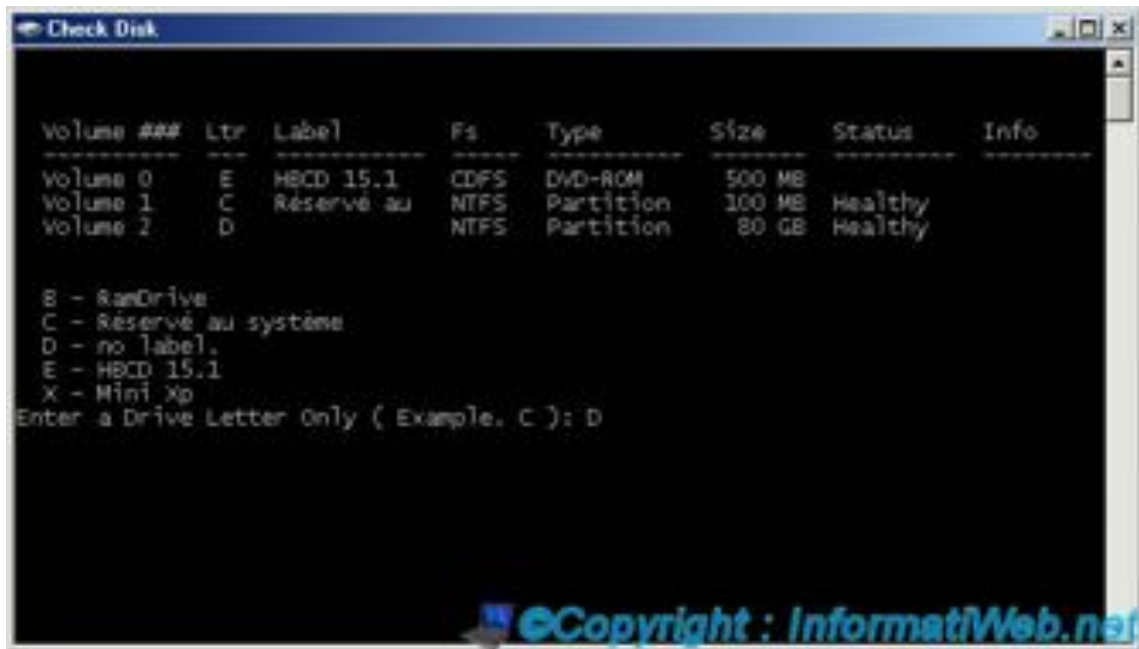 Check Disk
Volume ### Ltr Label Fs Type Size Status Info
---------- --- ----------- ----- ---------- ------- --------- --------
Volume 0 E HBCD 15.1 CDFS DVD-ROM 500 MB
Volume 1 C Réservé au NTFS Partition 100 MB Healthy
Volume 2 D NTFS Partition 80 GB Healthy
B - RamDrive
C - Réservé au système
D - no label.
E - HBCD 15.1
X - Mini Xp
Enter a Drive Letter Only ( Example. C ): D
©Copyright : InformatiWeb.net